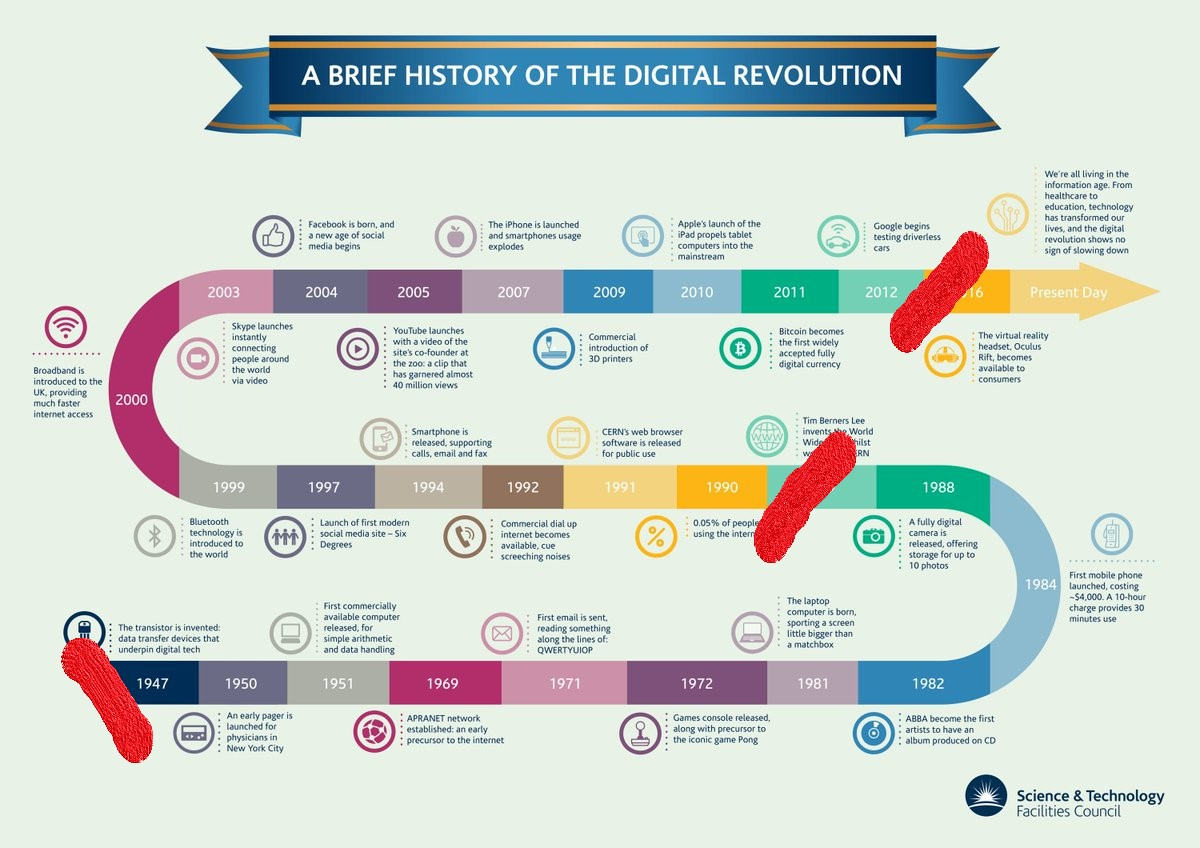 A BRIEF HISTORY OF THE DIGITAL REVOLUTION
We're all living in the
information age. From
healthcare to
education, technology
has transformed our
lives, and the digital
revolution shows no
sign of slowing down
Facebook is born, and
a new age of social
media begins
The iPhone is launched
and smartphones usage
explodes
Apple's launch of the
iPad propels tablet
computers into the
mainstream
Google begins
testing driverless
cars
2003
2004
2005
2007
2009
2010
2011
2012
16
Present Day
Skype launches
instantly
connecting
people around
the world
via video
YouTube launches
with a video of the
site's co-founder at
the zoo: a clip that
has garnered almost
40 million views
Commercial
introduction of
3D printers
Bitcoin becomes
the first widely
accepted fully
digital currency
The virtual reality
headset, Oculus
Rift, becomes
available to
consumers
Broadband is
introduced to the
UK, providing
much faster
internet access
2000
Smartphone is
released, supporting
calls, email and fax
CERN's web browser
software is released
for public use
WWW
Tim Berners Lee
invents the World
1999
1997
1994
1992
1991
1990
1988
Bluetooth
technology is
introduced to
the world
Launch of first modern
social media site – Six
Degrees
Commercial dial up
internet becomes
available, cue
screeching noises
%
0.05% of people
using the
A fully digital
camera is
released, offering
storage for up to
10 photos
1984
First mobile phone
launched, costing
~$4,000. A 10-hour
charge provides 30
minutes use
The transistor is invented:
data transfer devices that
underpin digital tech
First commercially
available computer
released, for
simple arithmetic
and data handling
First email is sent,
reading something
along the lines of:
QWERTYUIOP
The laptop
computer is born,
sporting a screen
little bigger than
a matchbox
1947
1950
1951
1969
1971
1972
1981
1982
An early pager is
launched for
physicians in
New York City
APRANET network
established: an early
precursor to the internet
Games console released,
along with precursor to
the iconic game Pong
ABBA become the first
artists to have an
album produced on CD
Science & Technology
Facilities Council